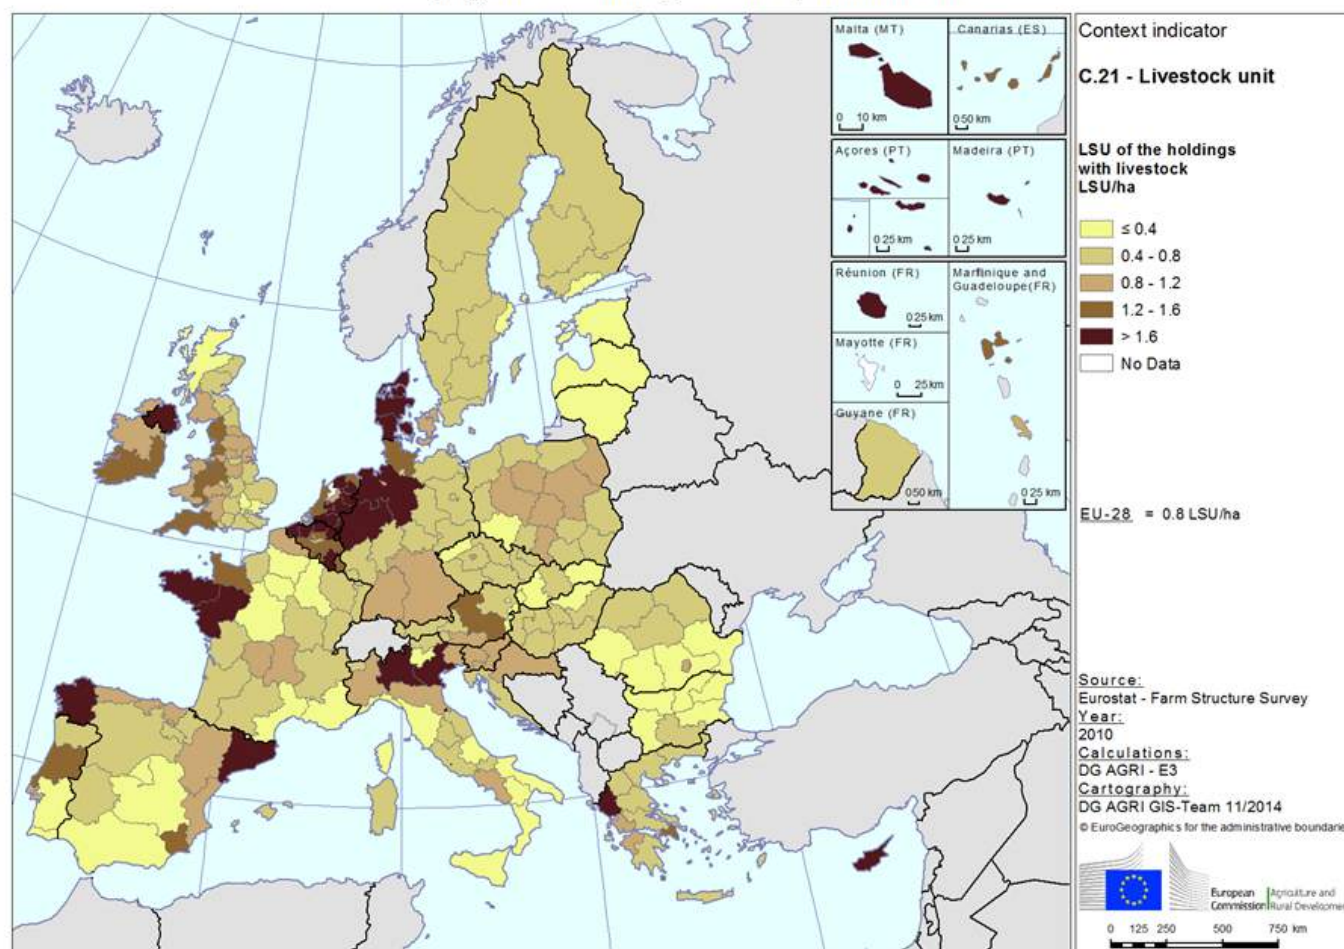 Malta (MT)
0 10 km
Canarias (ES)
0 50 km
Açores (PT)
0 25 km
Madeira (PT)
0 25 km
Réunion (FR)
0 25 km
Mayotte (FR)
0 25 km
Guyane (FR)
0 50 km
Martinique and
Guadeloupe(FR)
0 25 km
Context indicator
C.21 - Livestock unit
LSU of the holdings
with livestock
LSU/ha
≤ 0.4
0.4 - 0.8
0.8 - 1.2
1.2 - 1.6
> 1.6
No Data
EU-28 = 0.8 LSU/ha
Source:
Eurostat - Farm Structure Survey
Year:
2010
Calculations:
DG AGRI - E3
Cartography:
DG AGRI GIS-Team 11/2014
© EuroGeographics for the administrative boundarie
European
Commission
Agriculture and
Rural Developmen
0 125 250 500 750 km